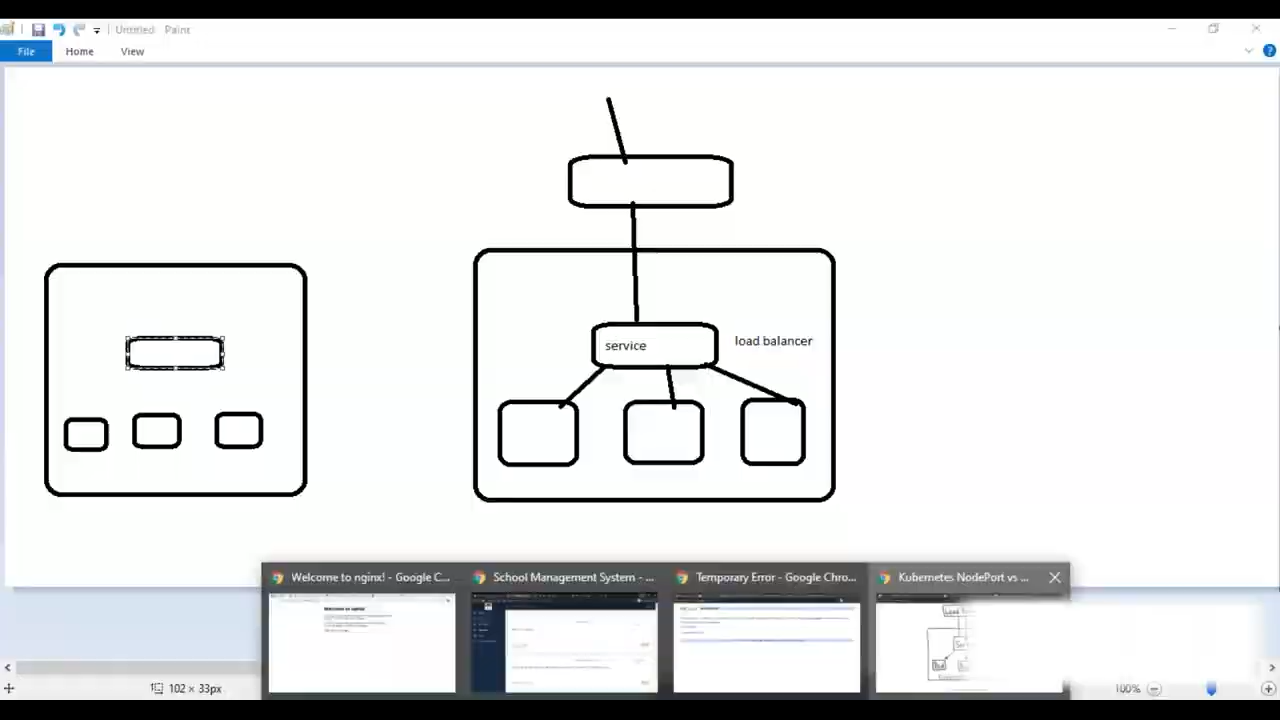 Untitled Paint
File Home View
service
load balancer
Welcome to nginx! - Google C...
School Management System - ...
Temporary Error - Google Chro...
Kubernetes NodePort vs ...
102 × 33px
100%